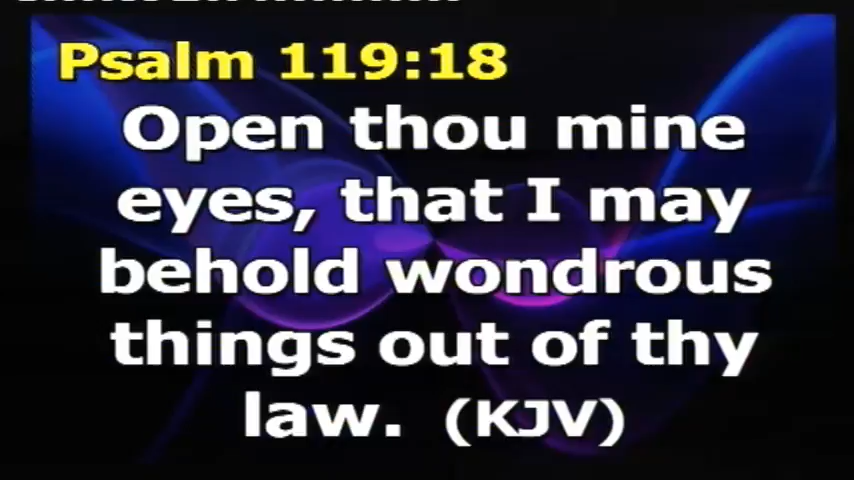 Psalm 119:18
Open thou mine
eyes, that I may
behold wondrous
things out of thy
law. (KJV)